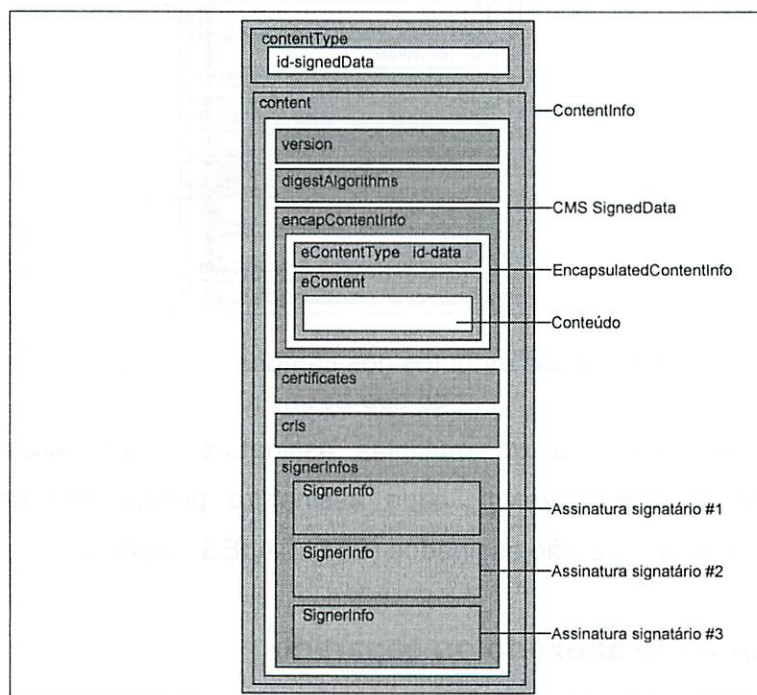 contentType
id-signedData
content
ContentInfo
version
digestAlgorithms
CMS SignedData
encapContentInfo
eContentType id-data
EncapsulatedContentInfo
eContent
Conteúdo
certificates
crls
signerInfos
SignerInfo
Assinatura signatário #1
SignerInfo
Assinatura signatário #2
SignerInfo
Assinatura signatário #3